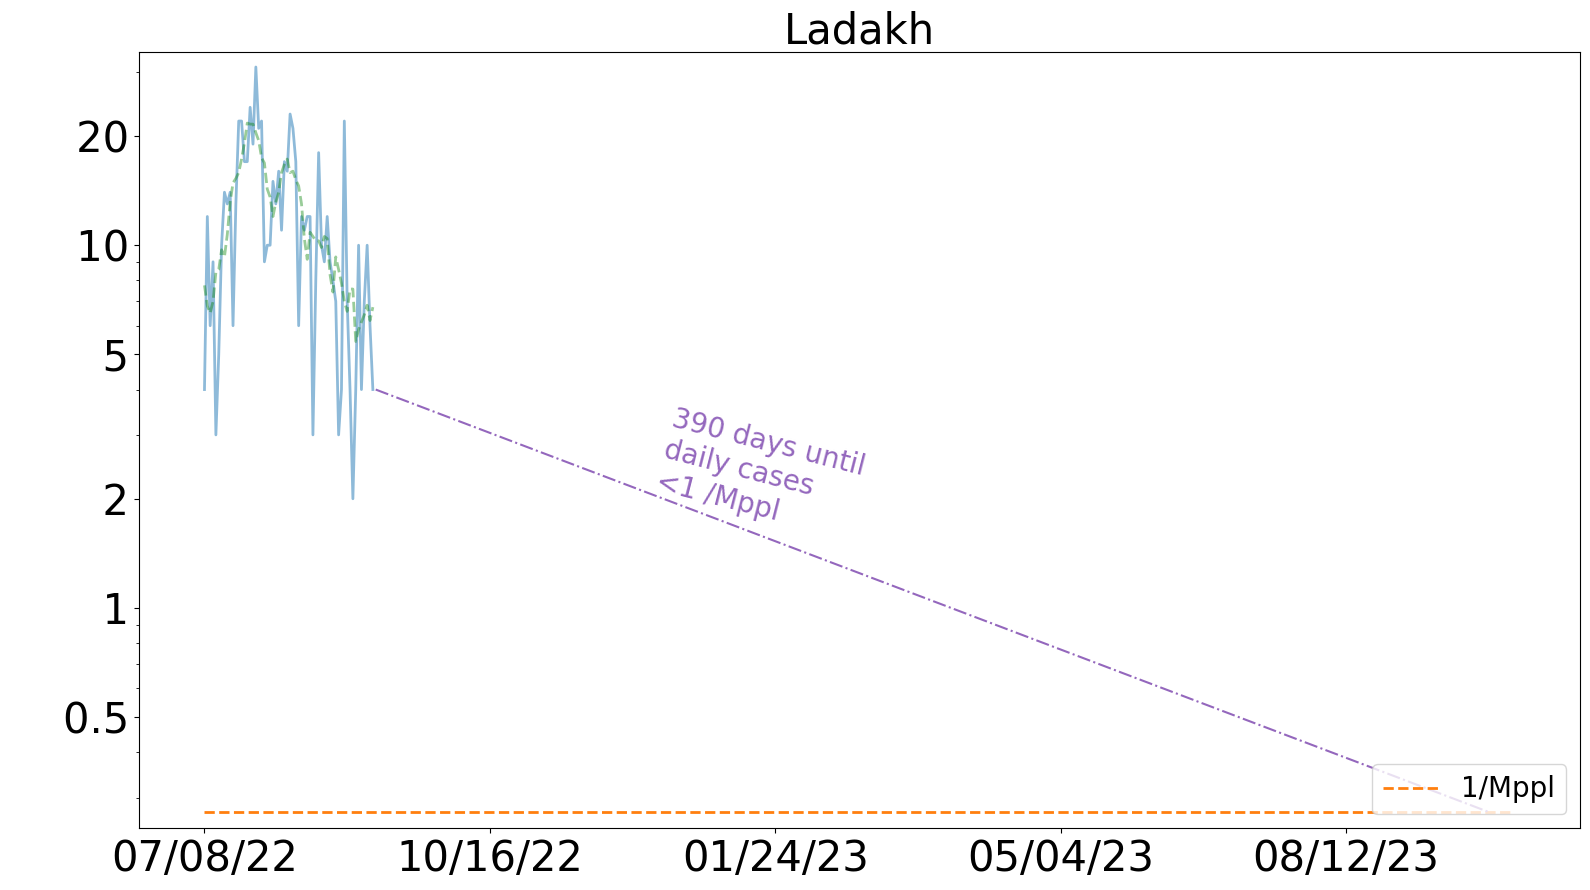 Ladakh
20
10
5
2
1
0.5
390 days until
daily cases
<1 /Mppl
1/Mppl
07/08/22
10/16/22
01/24/23
05/04/23
08/12/23